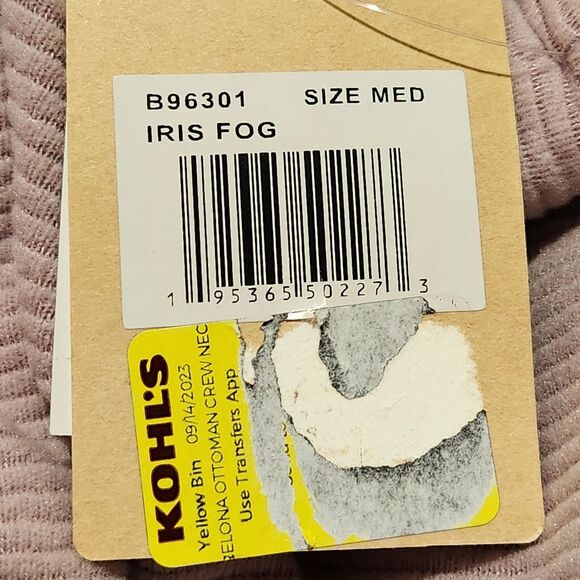 B96301 SIZE MED
IRIS FOG
1 95365 50227 3
KOHL'S
Yellow Bin 09/14/2023
ELONA OTTOMAN CREW NEC
Use Transfers App